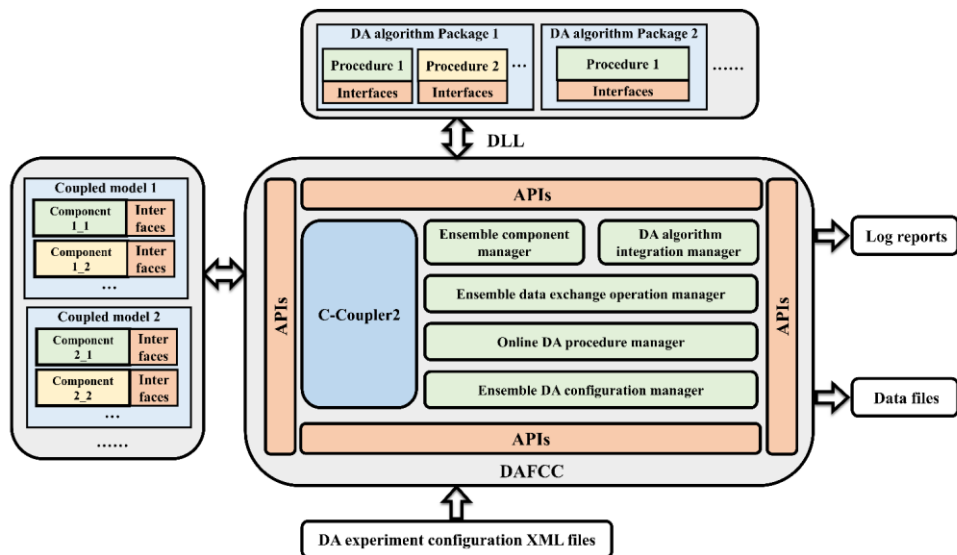 DA algorithm Package 1
Procedure 1
Interfaces
Procedure 2
Interfaces
...
DA algorithm Package 2
Procedure 1
Interfaces
......
DLL
Coupled model 1
Component
1_1
Inter
faces
Component
1_2
Inter
faces
...
Coupled model 2
Component
2_1
Inter
faces
Component
2_2
Inter
faces
...
......
APIs
APIs
C-Coupler2
Ensemble component
manager
DA algorithm
integration manager
Ensemble data exchange operation manager
Online DA procedure manager
Ensemble DA configuration manager
APIs
APIs
DAFCC
Log reports
Data files
DA experiment configuration XML files